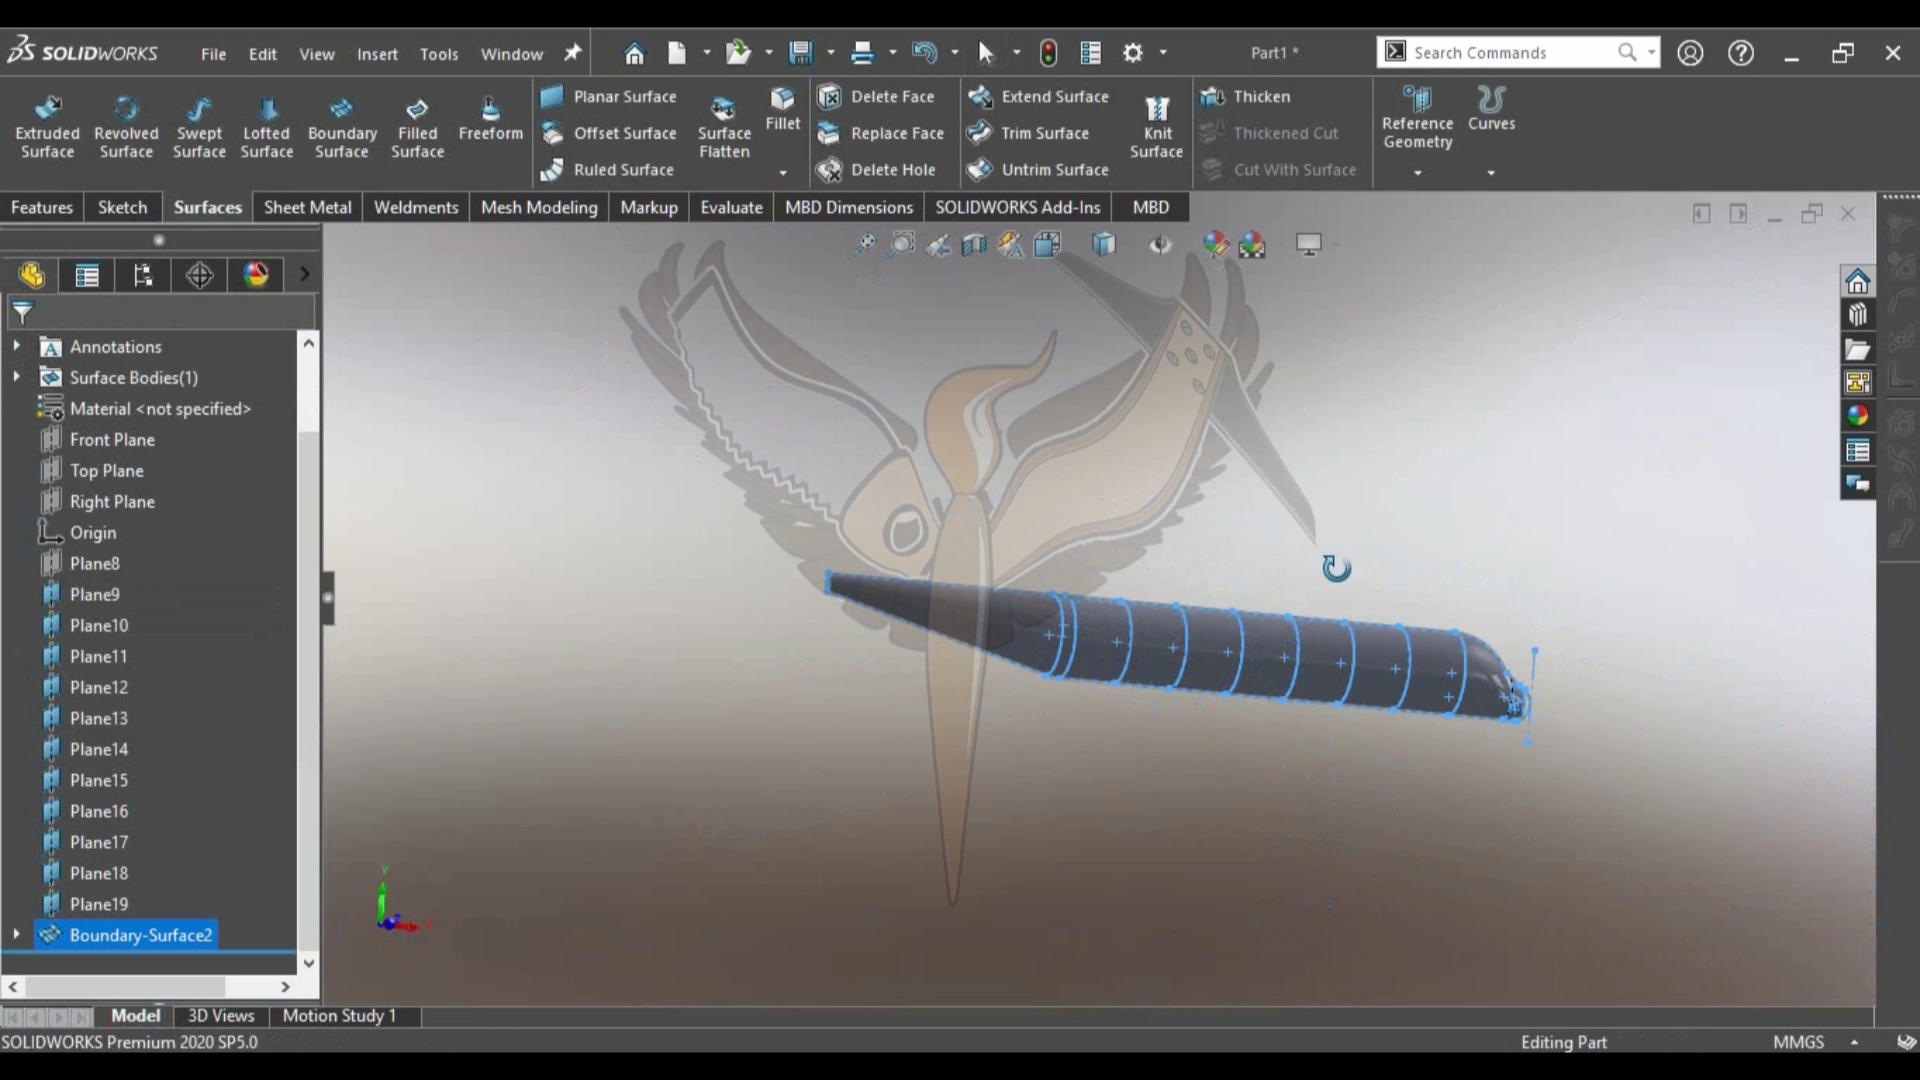 SOLIDWORKS File Edit View Insert Tools Window Part1 * Search Commands
Extruded Surface
Revolved Surface
Swept Surface
Lofted Surface
Boundary Surface
Filled Surface
Freeform
Planar Surface
Offset Surface
Ruled Surface
Surface Flatten
Fillet
Delete Face
Replace Face
Delete Hole
Extend Surface
Trim Surface
Untrim Surface
Knit Surface
Thicken
Thickened Cut
Cut With Surface
Reference Geometry
Curves
Features Sketch Surfaces Sheet Metal Weldments Mesh Modeling Markup Evaluate MBD Dimensions SOLIDWORKS Add-Ins MBD
Annotations
Surface Bodies(1)
Material <not specified>
Front Plane
Top Plane
Right Plane
Origin
Plane8
Plane9
Plane10
Plane11
Plane12
Plane13
Plane14
Plane15
Plane16
Plane17
Plane18
Plane19
Boundary-Surface2
Model 3D Views Motion Study 1
SOLIDWORKS Premium 2020 SP5.0 Editing Part MMGS